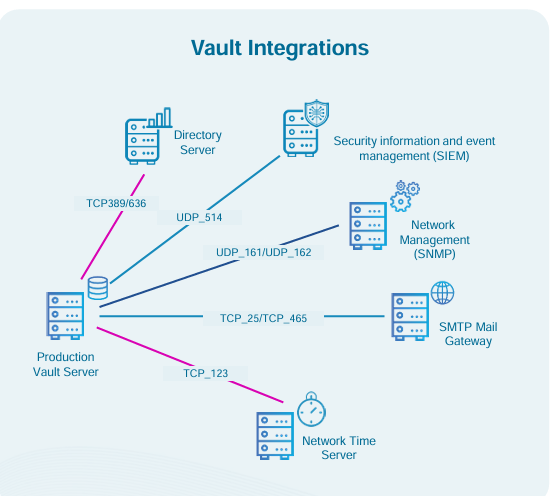 Vault Integrations
Directory
Server
Security information and event
management (SIEM)
TCP389/636
UDP_514
Network
Management
(SNMP)
UDP_161/UDP_162
TCP_25/TCP_465
SMTP Mail
Gateway
Production
Vault Server
TCP_123
Network Time
Server